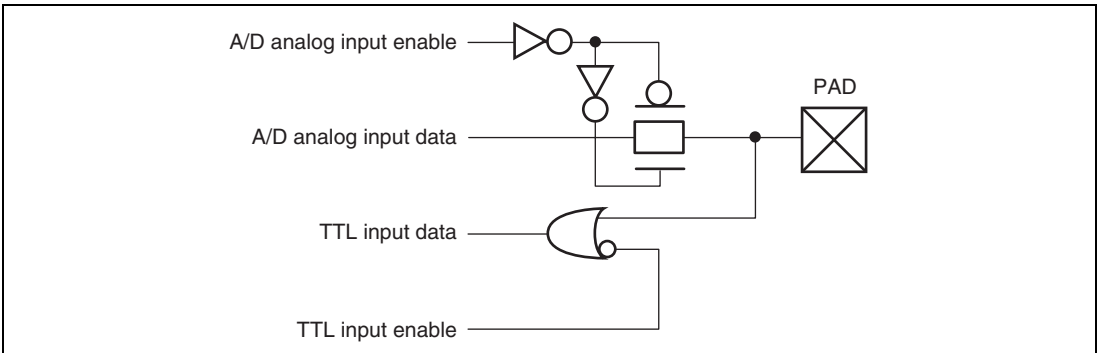 A/D analog input enable
PAD
A/D analog input data
TTL input data
TTL input enable